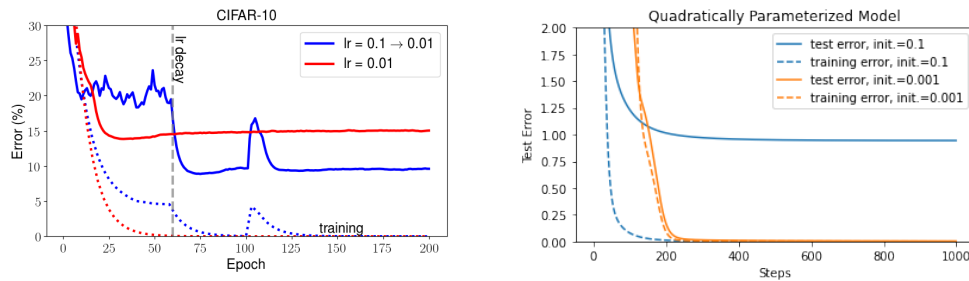 CIFAR-10
30
25
20
15
10
5
0
Error (%)
lr = 0.1 → 0.01
lr = 0.01
lr decay
training
0
25
50
75
100
125
150
175
200
Epoch
Quadratically Parameterized Model
2.00
1.75
1.50
1.25
1.00
0.75
0.50
0.25
0.00
Test Error
test error, init.=0.1
training error, init.=0.1
test error, init.=0.001
training error, init.=0.001
0
200
400
600
800
1000
Steps